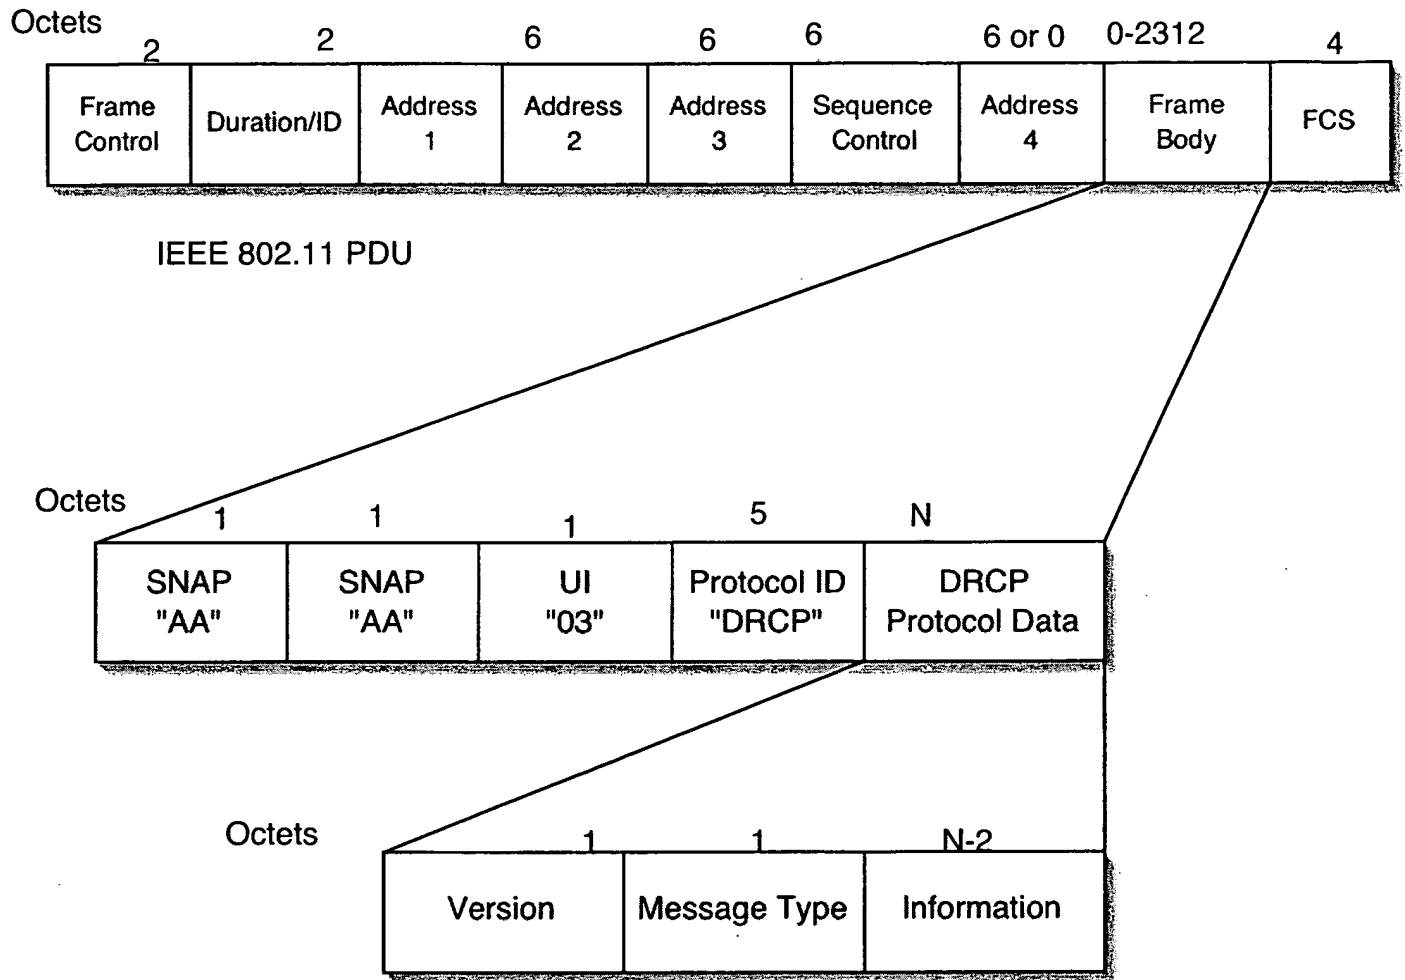 Octets
2 2 6 6 6 6 or 0 0-2312 4
Frame Control Duration/ID Address 1 Address 2 Address 3 Sequence Control Address 4 Frame Body FCS
IEEE 802.11 PDU
Octets
1 1 1 5 N
SNAP "AA" SNAP "AA" UI "03" Protocol ID "DRCP" DRCP Protocol Data
Octets
1 1 N-2
Version Message Type Information